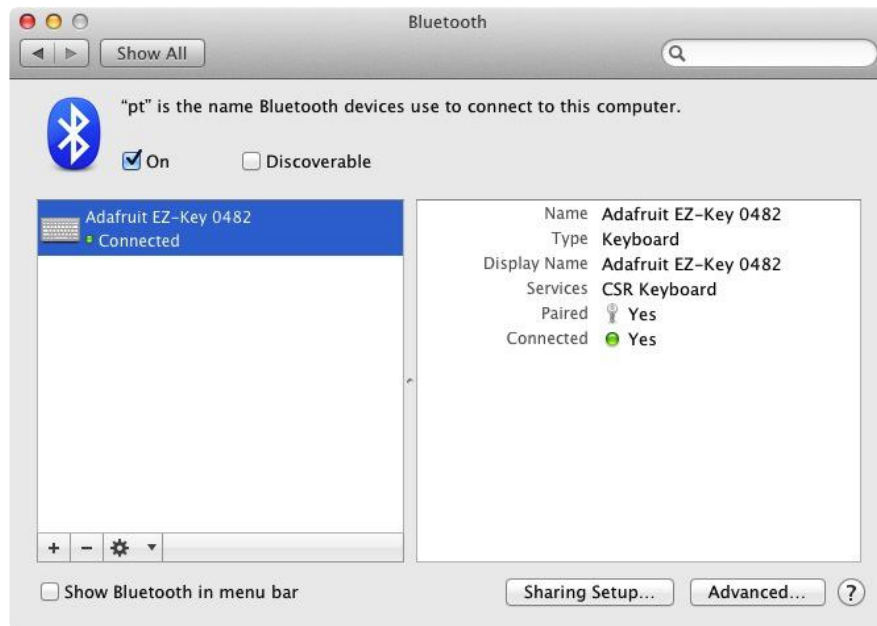 Bluetooth
Show All
“pt” is the name Bluetooth devices use to connect to this computer.
On Discoverable
Adafruit EZ-Key 0482
Connected
Name Adafruit EZ-Key 0482
Type Keyboard
Display Name Adafruit EZ-Key 0482
Services CSR Keyboard
Paired Yes
Connected Yes
+ -
Show Bluetooth in menu bar
Sharing Setup... Advanced... ?